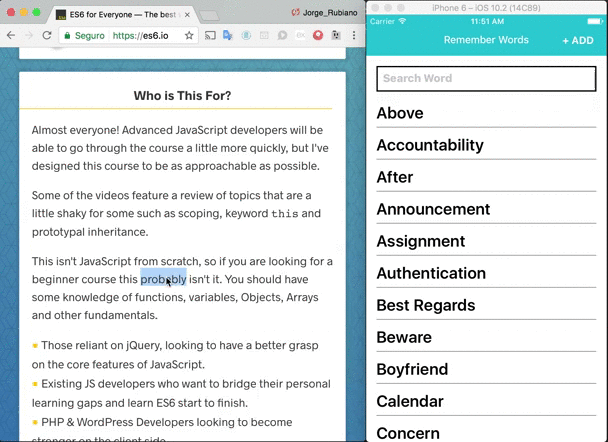 ES6 for Everyone — The best
Jorge_Rubiano
Seguro
https://es6.io
Who is This For?
Almost everyone! Advanced JavaScript developers will be
able to go through the course a little more quickly, but I've
designed this course to be as approachable as possible.
Some of the videos feature a review of topics that are a
little shaky for some such as scoping, keyword this and
prototypal inheritance.
This isn't JavaScript from scratch, so if you are looking for a
beginner course this probably isn't it. You should have
some knowledge of functions, variables, Objects, Arrays
and other fundamentals.
Those reliant on jQuery, looking to have a better grasp
on the core features of JavaScript.
Existing JS developers who want to bridge their personal
learning gaps and learn ES6 start to finish.
PHP & WordPress Developers looking to become
stronger on the client side
iPhone 6 – iOS 10.2 (14C89)
Carrier 11:51 AM
Remember Words + ADD
Search Word
Above
Accountability
After
Announcement
Assignment
Authentication
Best Regards
Beware
Boyfriend
Calendar
Concern